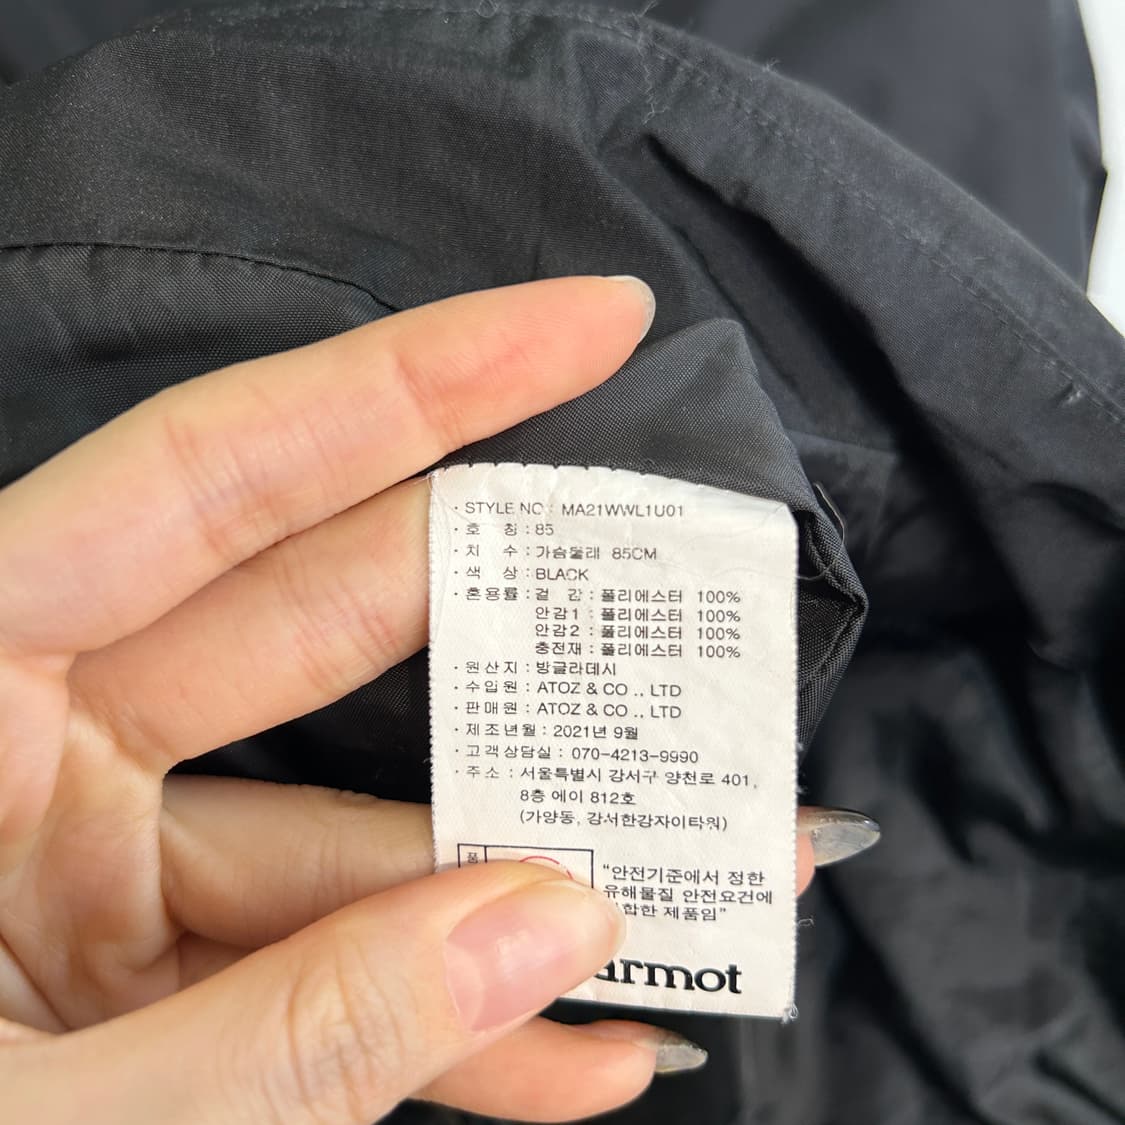 · STYLE NO : MA21WWL1U01
· 호 칭 : 85
· 치 수 : 가슴둘레 85CM
· 색 상 : BLACK
· 혼용률 : 겉 감 : 폴리에스터 100%
안감1 : 폴리에스터 100%
안감2 : 폴리에스터 100%
충전재 : 폴리에스터 100%
· 원산지 : 방글라데시
· 수입원 : ATOZ & CO ., LTD
· 판매원 : ATOZ & CO ., LTD
· 제조년월 : 2021년 9월
· 고객상담실 : 070-4213-9990
· 주소 : 서울특별시 강서구 양천로 401,
8층 에이 812호
(가양동, 강서한강자이타워)
품
"안전기준에서 정한
유해물질 안전요건에
합한 제품임"
armot